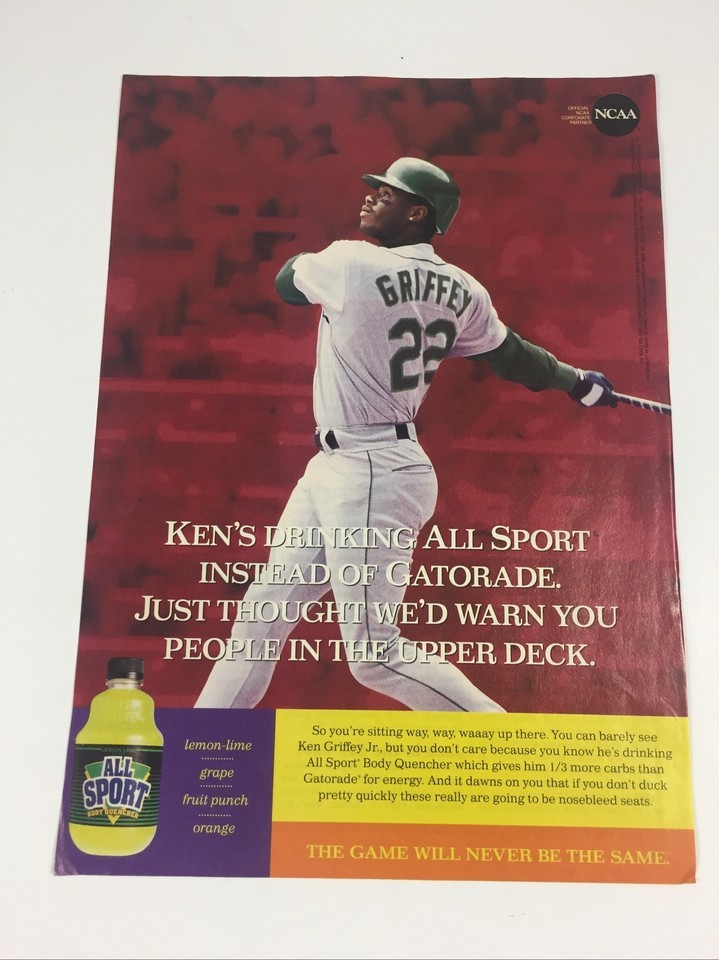 OFFICIAL
NCAA
CORPORATE
PARTNER
NCAA
GRIFFEY
22
KEN'S DRINKING ALL SPORT
INSTEAD OF GATORADE.
JUST THOUGHT WE'D WARN YOU
PEOPLE IN THE UPPER DECK.
ALL
SPORT
BODY QUENCHER
lemon-lime
grape
fruit punch
orange
So you're sitting way, way, waaay up there. You can barely see
Ken Griffey Jr., but you don't care because you know he's drinking
All Sport® Body Quencher which gives him 1/3 more carbs than
Gatorade® for energy. And it dawns on you that if you don't duck
pretty quickly these really are going to be nosebleed seats.
THE GAME WILL NEVER BE THE SAME.™